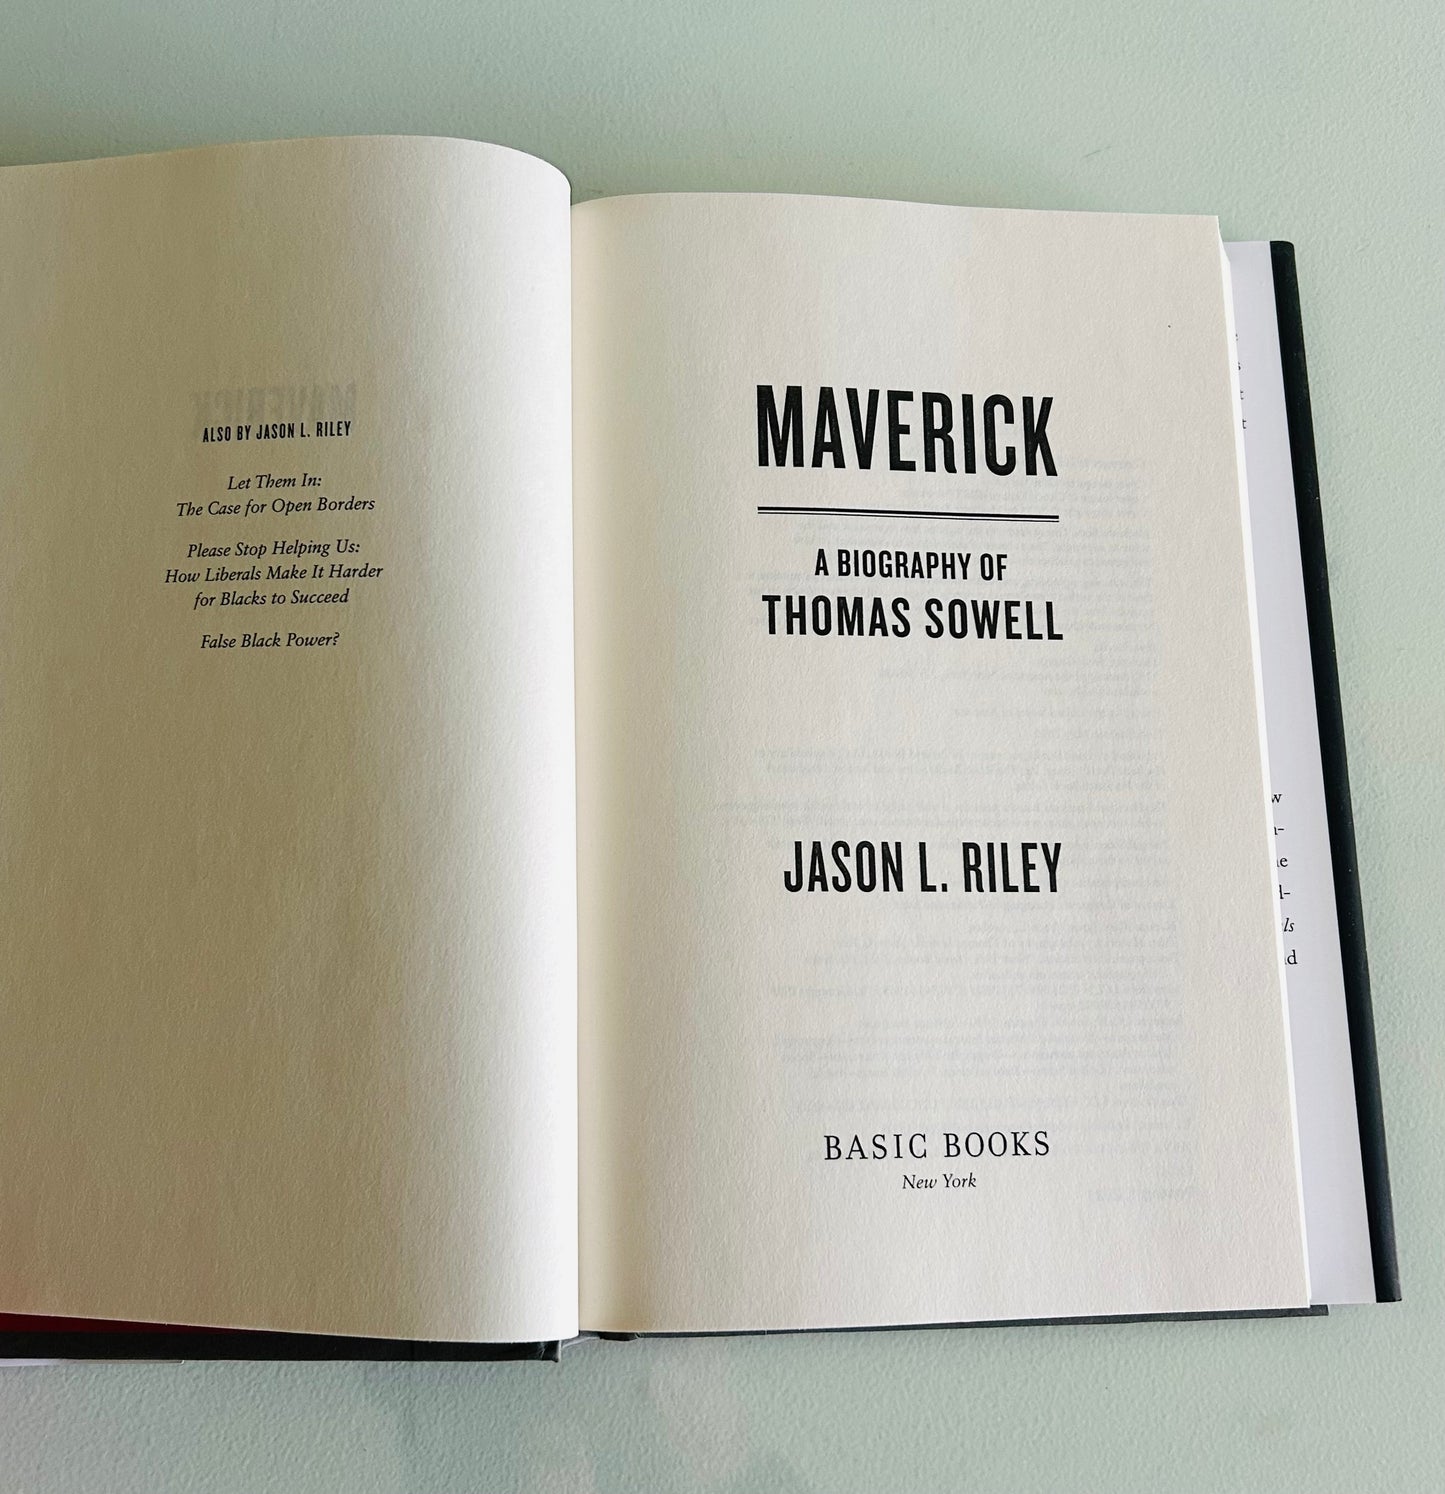 ALSO BY JASON L. RILEY
Let Them In:
The Case for Open Borders
Please Stop Helping Us:
How Liberals Make It Harder
for Blacks to Succeed
False Black Power?
MAVERICK
A BIOGRAPHY OF
THOMAS SOWELL
JASON L. RILEY
BASIC BOOKS
New York